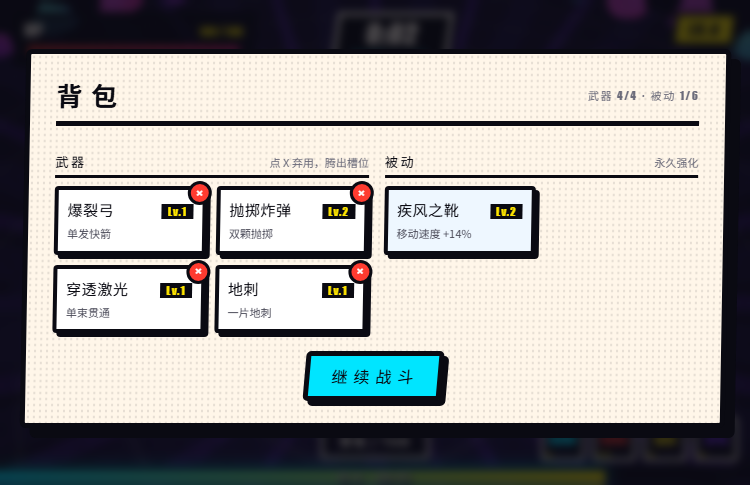 背包
武器 4/4 · 被动 1/6
武器
点 X 弃用，腾出槽位
爆裂弓
Lv.1
单发快箭
抛掷炸弹
Lv.2
双颗抛掷
穿透激光
Lv.1
单束贯通
地刺
Lv.1
一片地刺
被动
永久强化
疾风之靴
Lv.2
移动速度 +14%
继续战斗